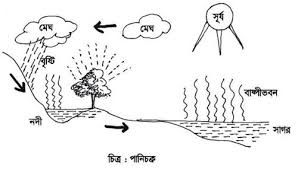 মেঘ
মেঘ
সূর্য
বৃষ্টি
বাষ্পীভবন
নদী
সাগর
চিত্র : পানিচক্র